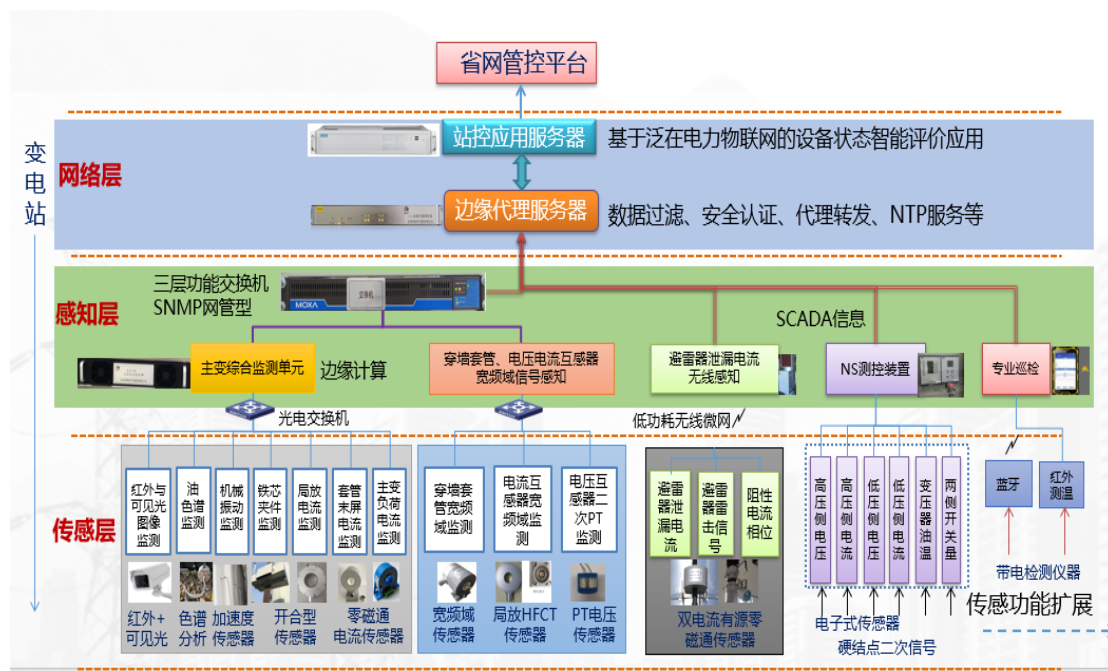 省网管控平台
变电站
网络层
站控应用服务器
基于泛在电力物联网的设备状态智能评价应用
边缘代理服务器
数据过滤、安全认证、代理转发、NTP服务等
感知层
三层功能交换机
SNMP网管型
交换机
MOXA
SCADA信息
主变综合监测单元
边缘计算
穿墙套管、电压电流互感器
宽频域信号感知
避雷器泄漏电流
无线感知
NS测控装置
专业巡检
光电交换机
低功耗无线微网
传感层
红外与
可见光
图像
监测
油
色谱
监测
机械
振动
监测
铁芯
夹件
监测
局放
电流
监测
套管
末屏
电流
监测
主变
负荷
电流
监测
穿墙套
管宽频
域监测
电流互
感器宽
频域监
测
电压互
感器二
次PT
监测
避雷
器泄
漏电
流
避雷
器雷
击信
号
阻性
电流
相位
高压侧电压
高压侧电流
低压侧电压
低压侧电流
变压器油温
两侧开关量
蓝牙
红外
测温
红外+
可见光
色谱
分析
加速度
传感器
开合型
传感器
零磁通
电流传感器
宽频域
传感器
局放HFCT
传感器
PT电压
传感器
双电流有源零
磁通传感器
电子式传感器
硬结点二次信号
带电检测仪器
传感功能扩展